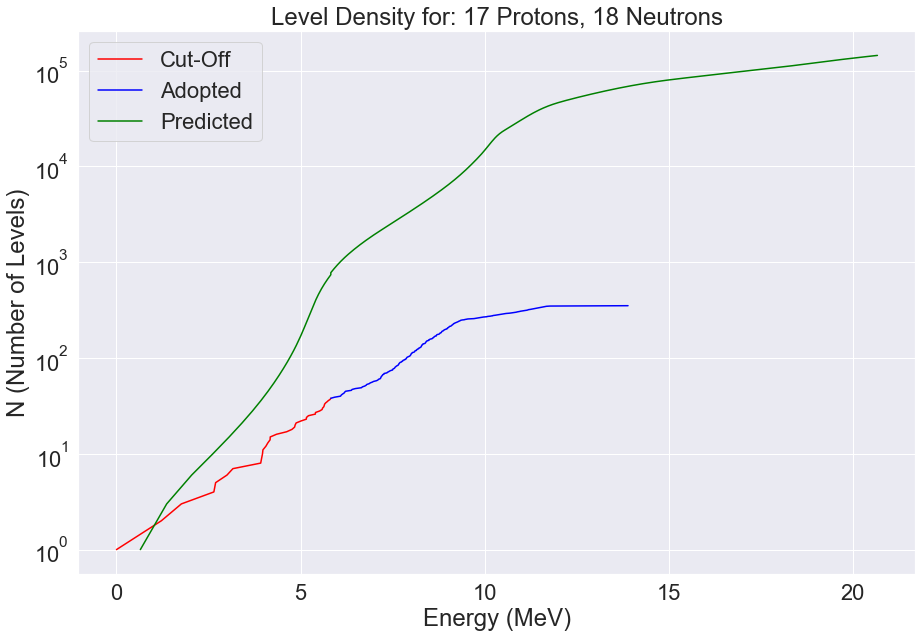 Level Density for: 17 Protons, 18 Neutrons
Cut-Off
Adopted
Predicted
N (Number of Levels)
10^5
10^4
10^3
10^2
10^1
10^0
0 5 10 15 20
Energy (MeV)